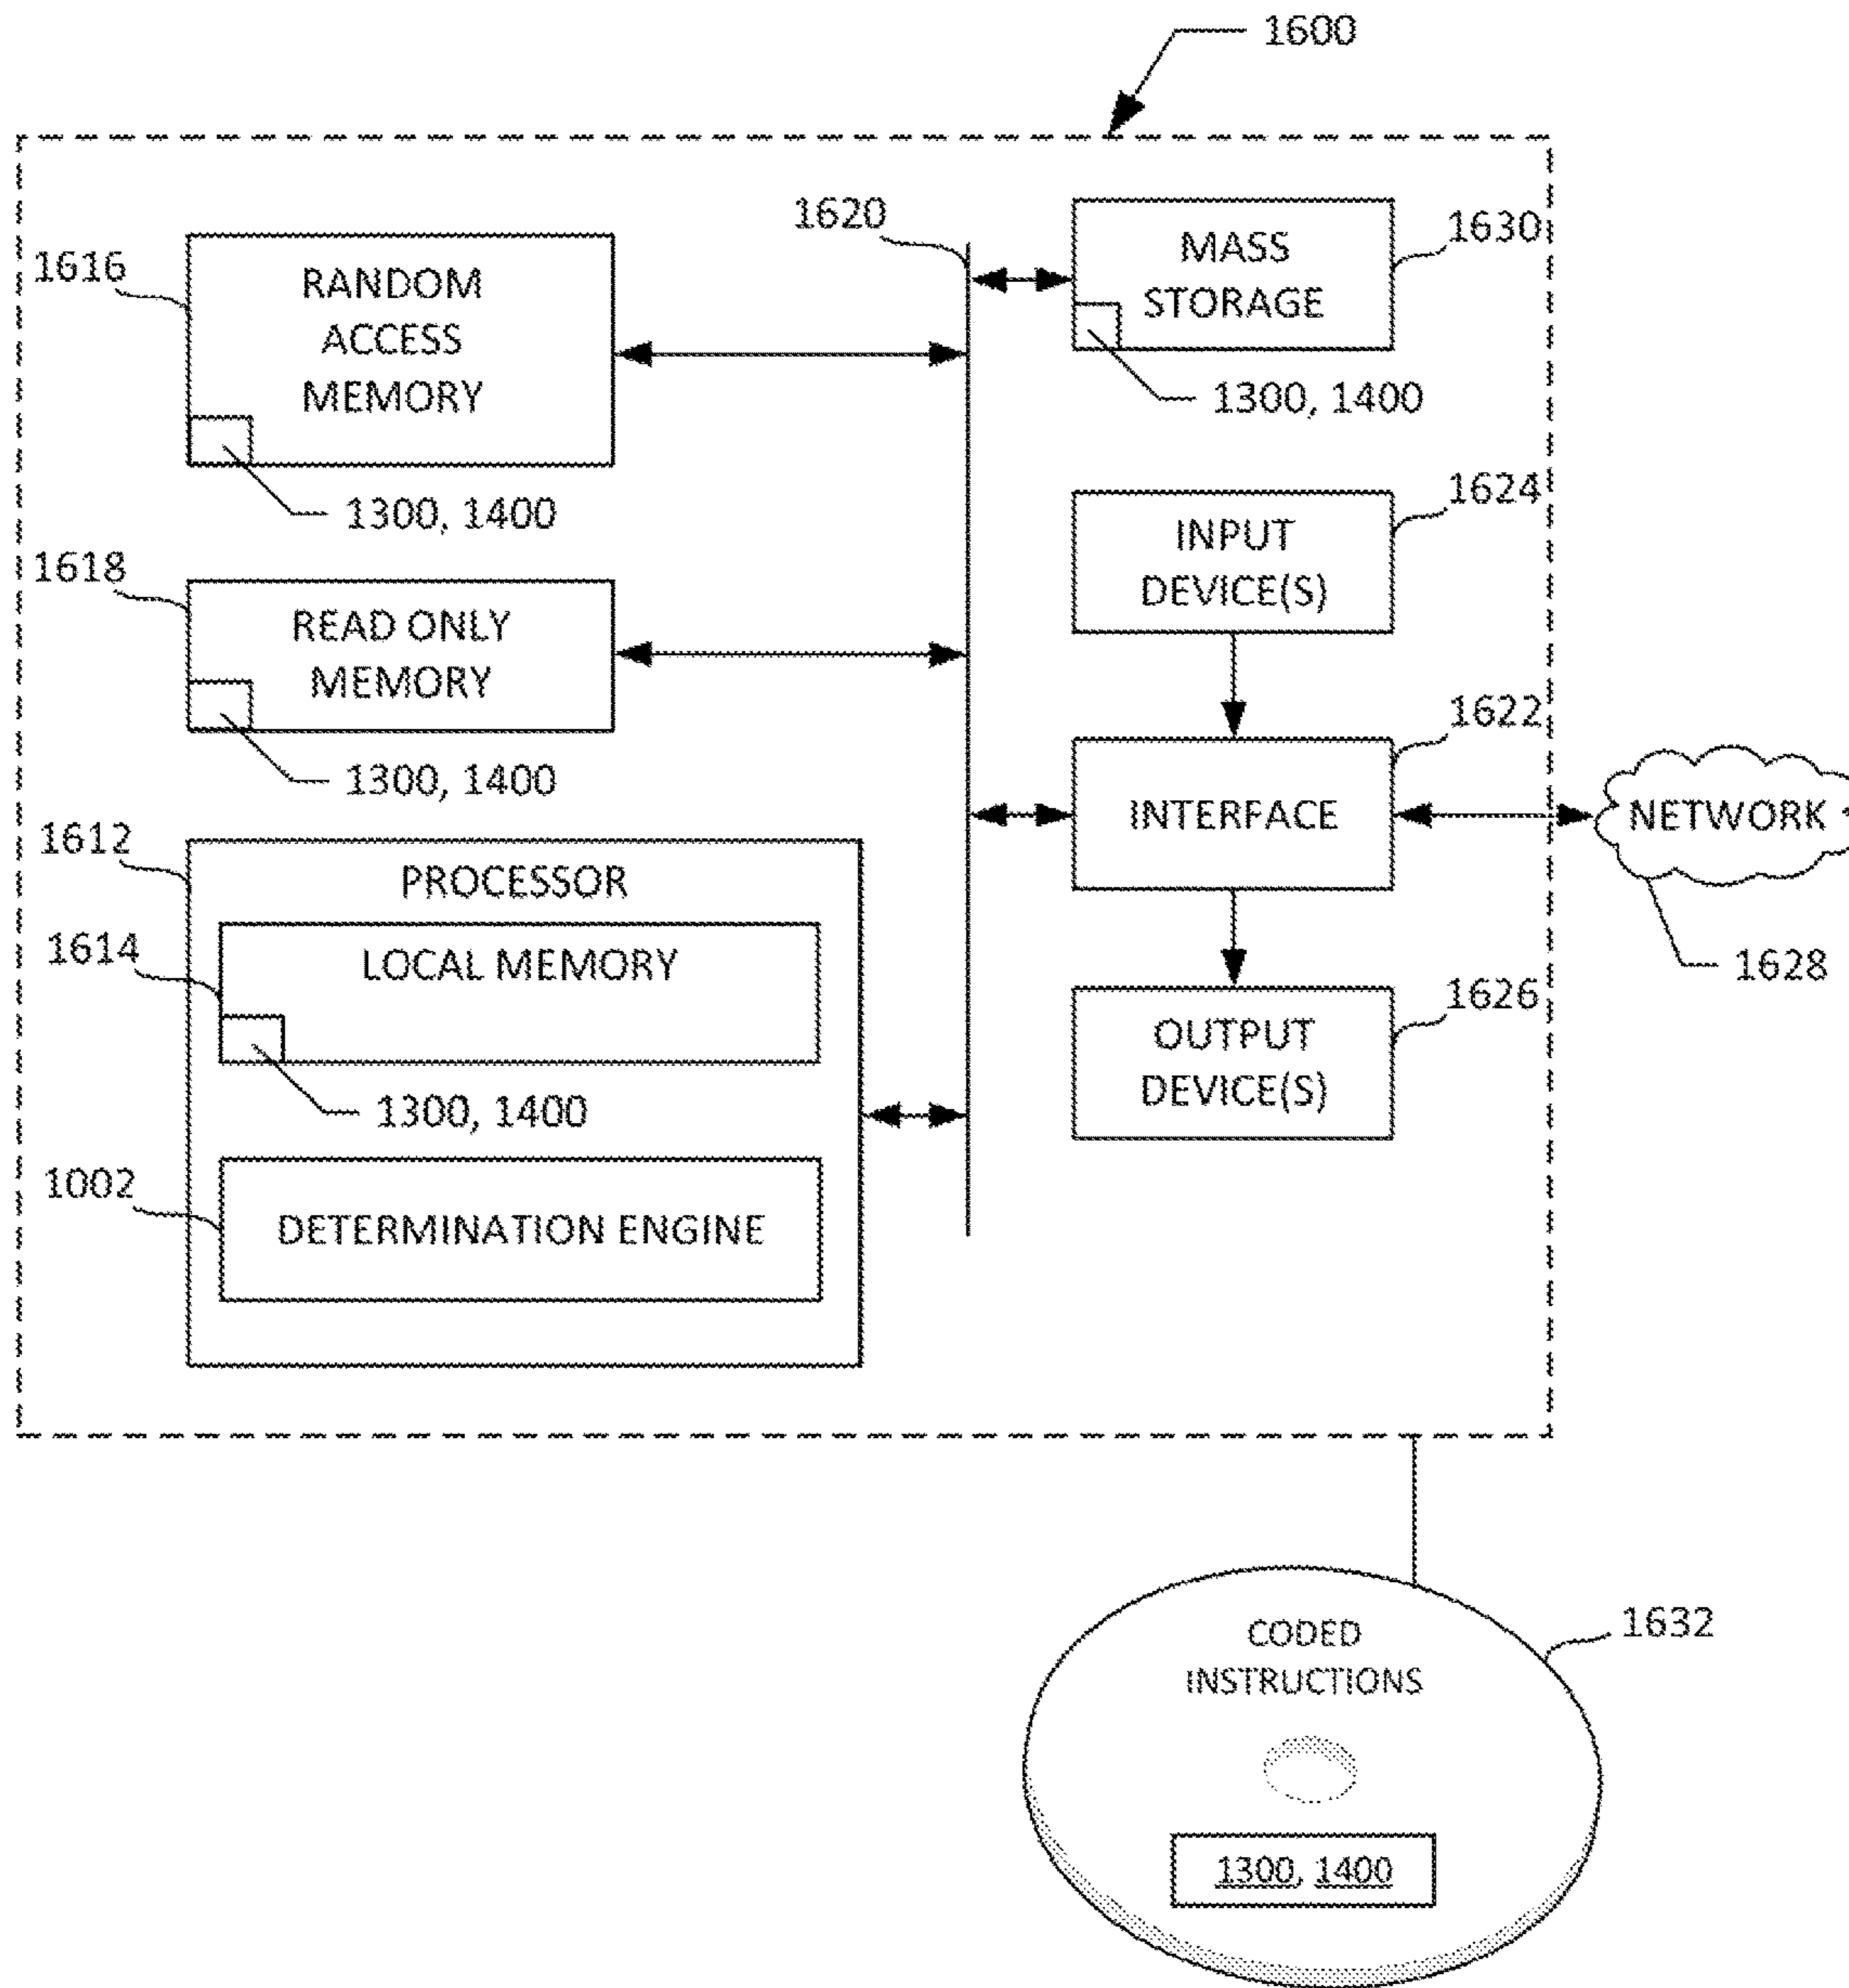 1600
1620
MASS
STORAGE
1630
1616
RANDOM
ACCESS
MEMORY
1300, 1400
1300, 1400
1624
INPUT
DEVICE(S)
1618
READ ONLY
MEMORY
1300, 1400
1622
INTERFACE
NETWORK
1628
1612
PROCESSOR
1614
LOCAL MEMORY
1300, 1400
1626
OUTPUT
DEVICE(S)
1002
DETERMINATION ENGINE
CODED
INSTRUCTIONS
1632
1300, 1400